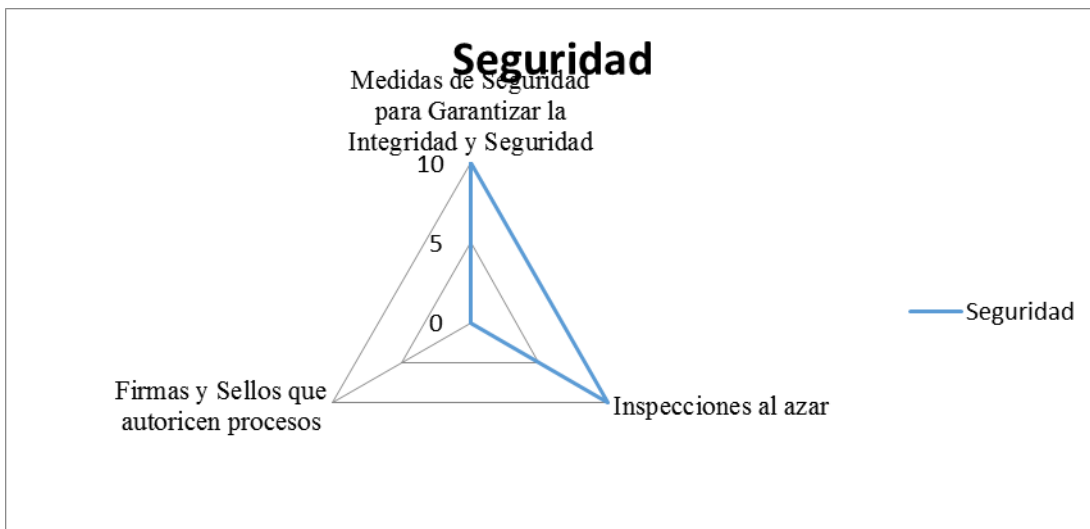 Seguridad
Medidas de Seguridad
para Garantizar la
Integridad y Seguridad
10
5
0
Seguridad
Firmas y Sellos que
autoricen procesos
Inspecciones al azar